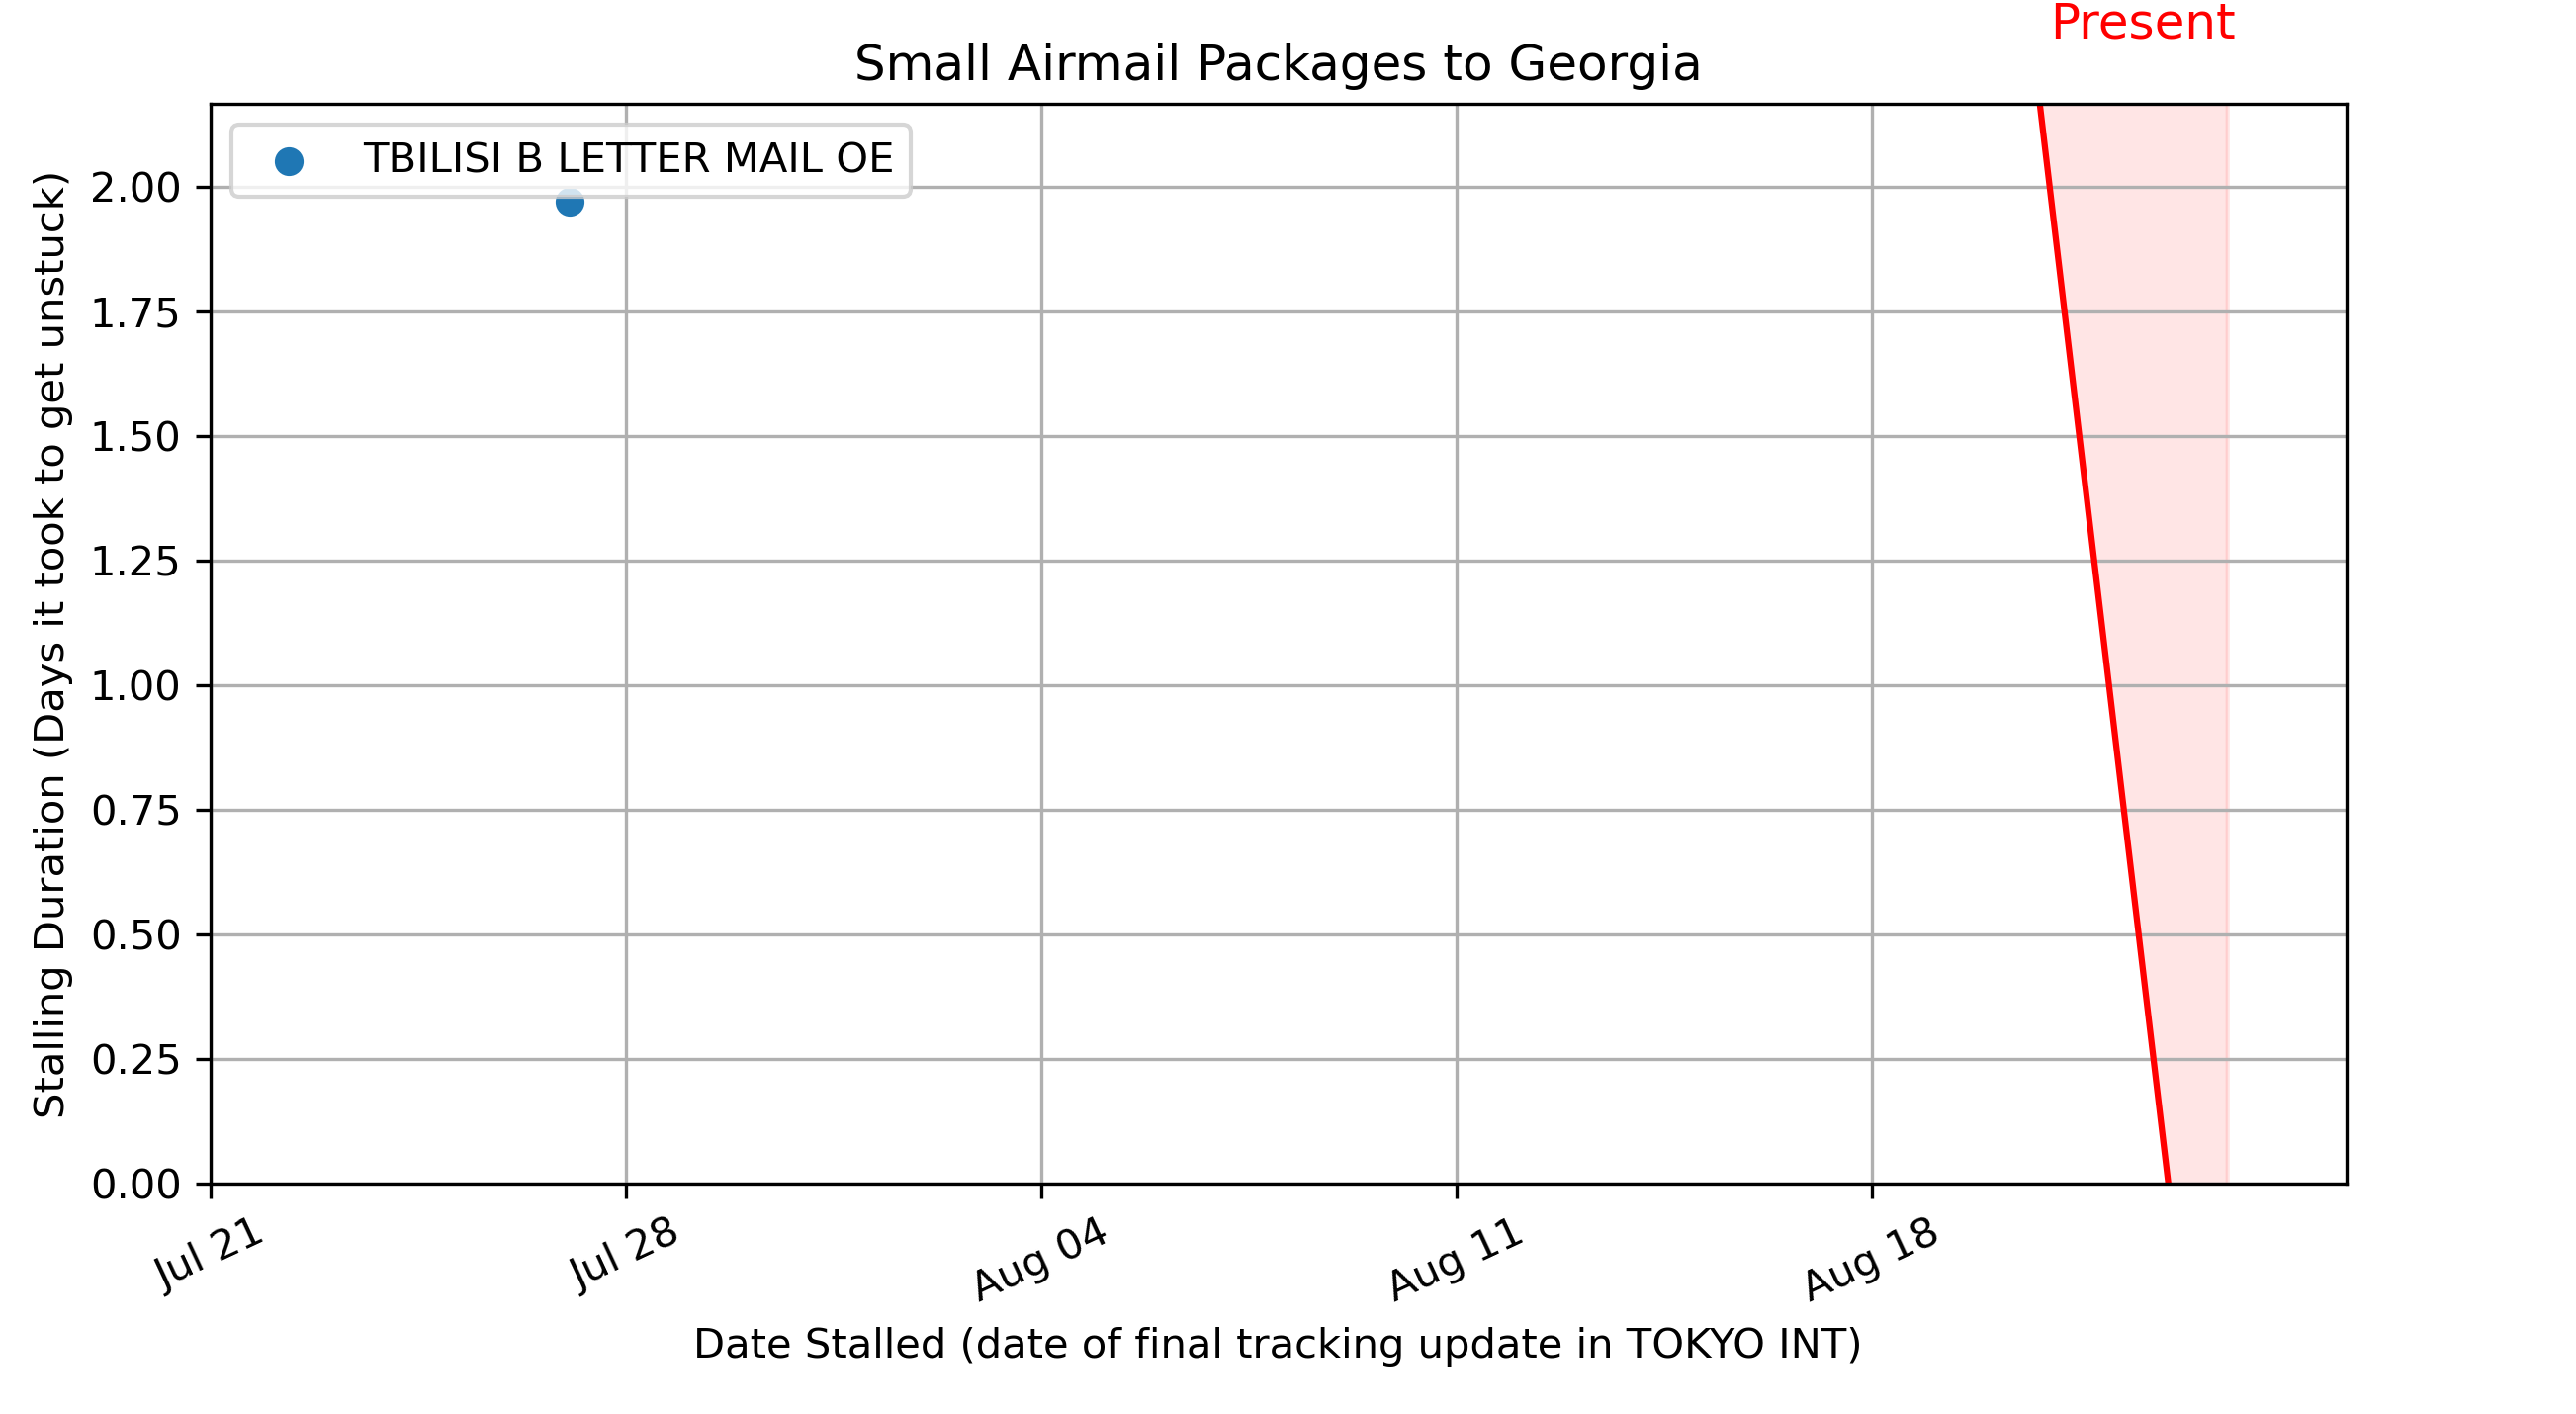 Present
Small Airmail Packages to Georgia
TBILISI B LETTER MAIL OE
Stalling Duration (Days it took to get unstuck)
2.00
1.75
1.50
1.25
1.00
0.75
0.50
0.25
0.00
Jul 21
Jul 28
Aug 04
Aug 11
Aug 18
Date Stalled (date of final tracking update in TOKYO INT)